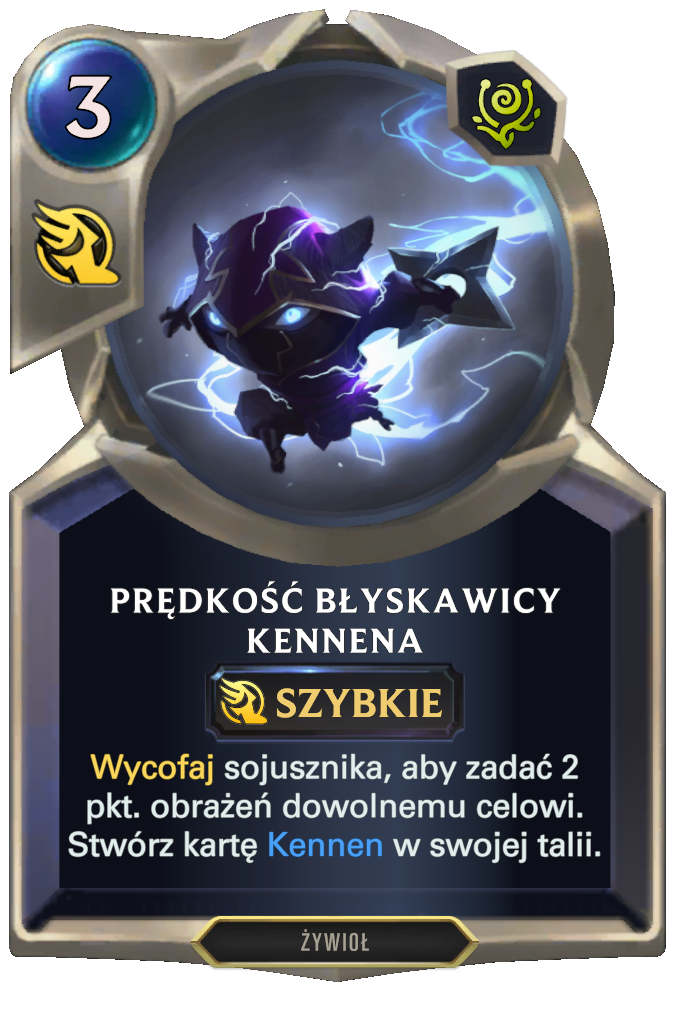 3
PRĘDKOŚĆ BŁYSKAWICY
KENNENA
SZYBKIE
Wycofaj sojusznika, aby zadać 2
pkt. obrażeń dowolnemu celowi.
Stwórz kartę Kennen w swojej talii.
ŻYWIOŁ